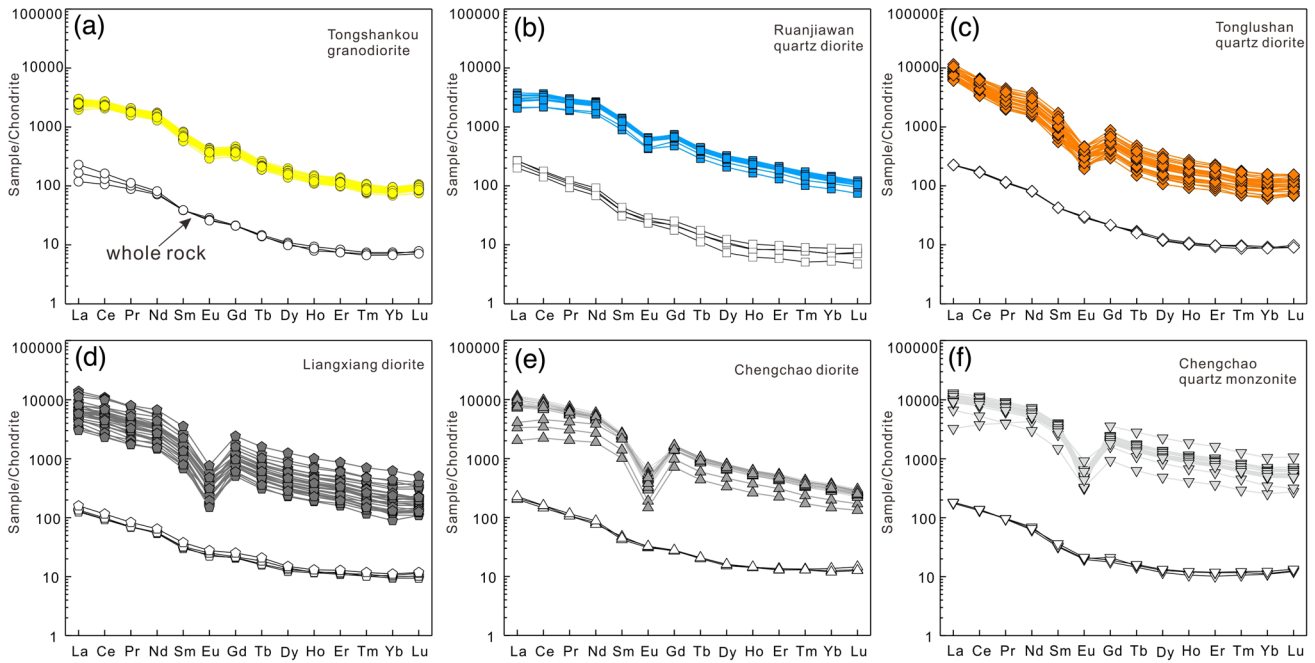 (a)
Tongshankou
granodiorite
100000
10000
1000
100
10
1
Sample/Chondrite
whole rock
La Ce Pr Nd Sm Eu Gd Tb Dy Ho Er Tm Yb Lu
(b)
Ruanjiawan
quartz diorite
100000
10000
1000
100
10
1
Sample/Chondrite
La Ce Pr Nd Sm Eu Gd Tb Dy Ho Er Tm Yb Lu
(c)
Tonglushan
quartz diorite
100000
10000
1000
100
10
1
Sample/Chondrite
La Ce Pr Nd Sm Eu Gd Tb Dy Ho Er Tm Yb Lu
(d)
Liangxiang diorite
100000
10000
1000
100
10
1
Sample/Chondrite
La Ce Pr Nd Sm Eu Gd Tb Dy Ho Er Tm Yb Lu
(e)
Chengchao diorite
100000
10000
1000
100
10
1
Sample/Chondrite
La Ce Pr Nd Sm Eu Gd Tb Dy Ho Er Tm Yb Lu
(f)
Chengchao
quartz monzonite
100000
10000
1000
100
10
1
Sample/Chondrite
La Ce Pr Nd Sm Eu Gd Tb Dy Ho Er Tm Yb Lu